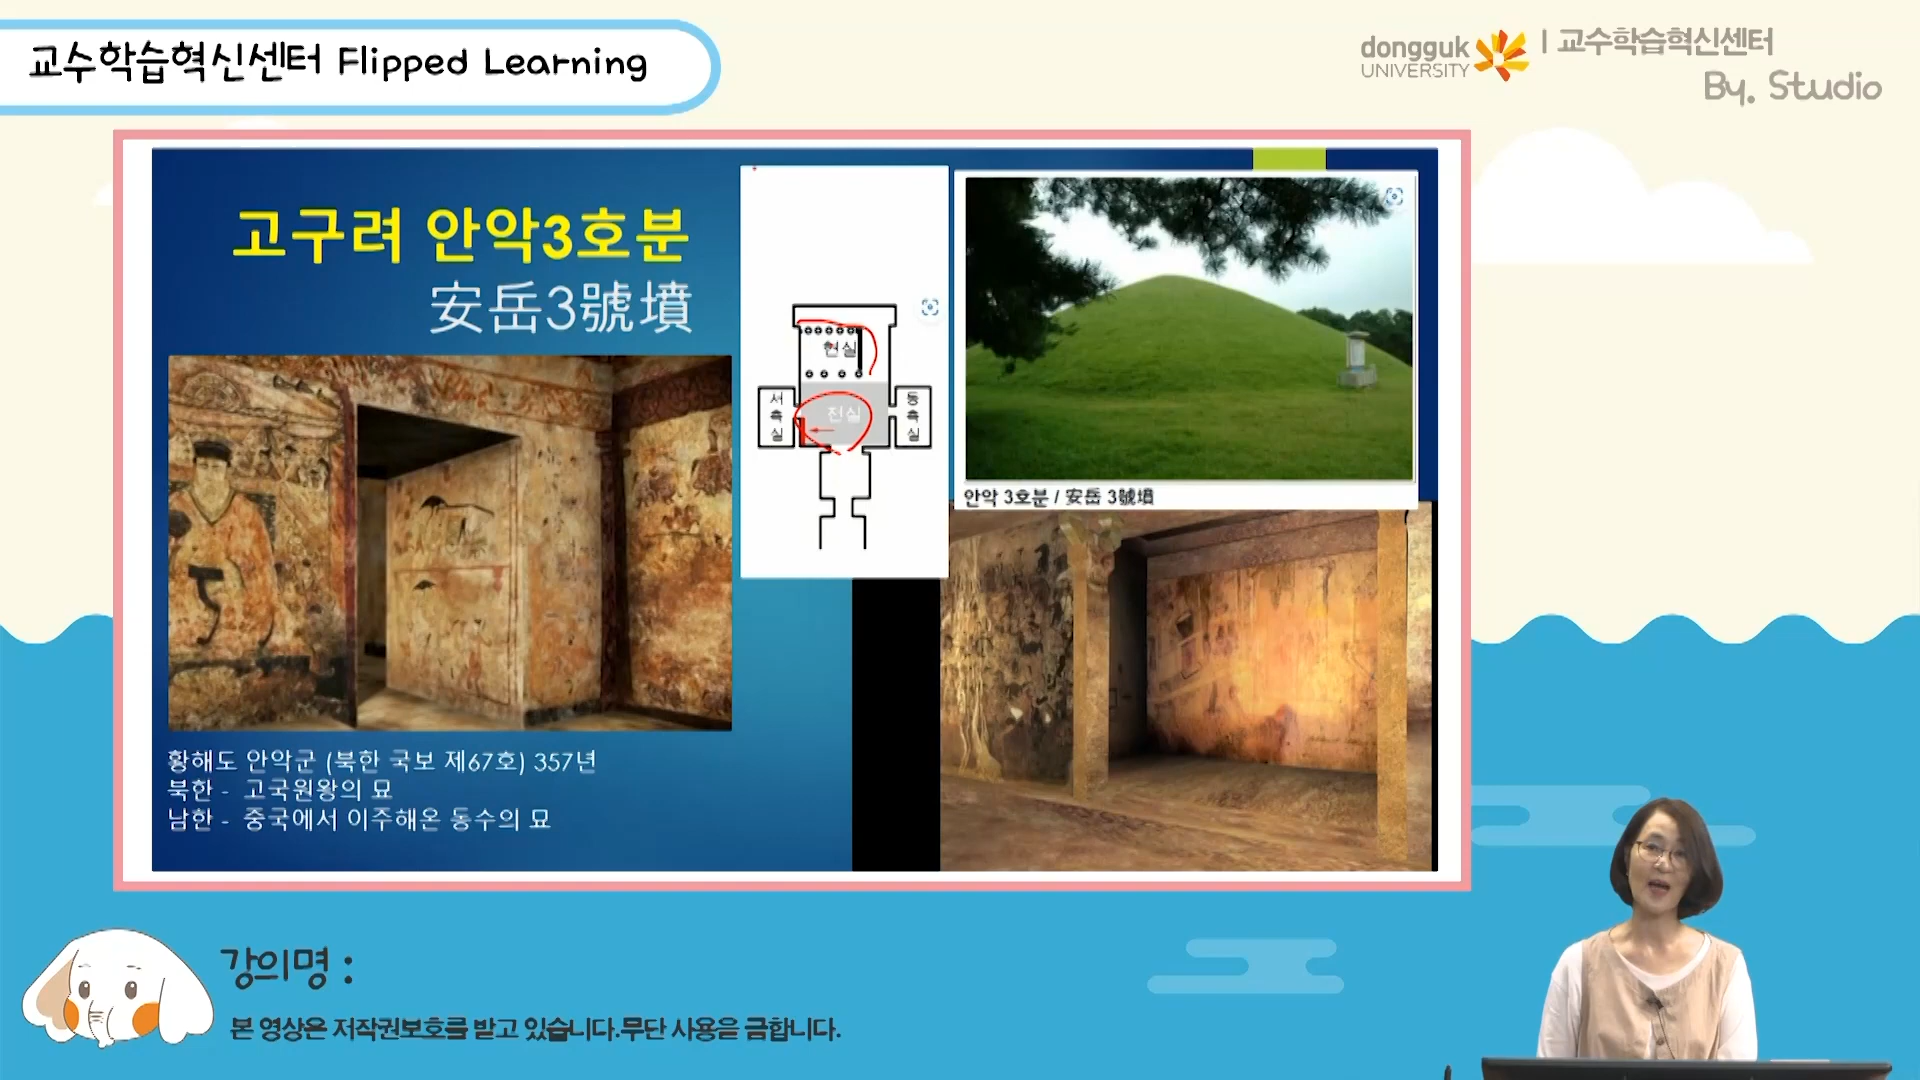 교수학습혁신센터 Flipped Learning
dongguk
UNIVERSITY
교수학습혁신센터
By. Studio
고구려 안악3호분
安岳3號墳
현실
전실
서측실
동측실
안악 3호분 / 安岳 3號墳
황해도 안악군 (북한 국보 제67호) 357년
북한 - 고국원왕의 묘
남한 - 중국에서 이주해온 동수의 묘
강의명 :
본 영상은 저작권보호를 받고 있습니다.무단 사용을 금합니다.